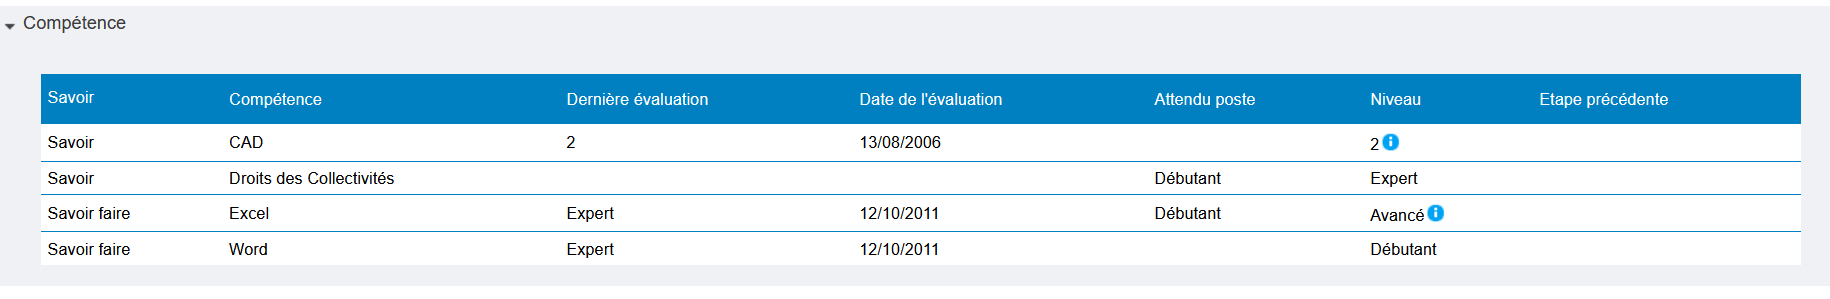 Compétence
Savoir Compétence Dernière évaluation Date de l'évaluation Attendu poste Niveau Etape précédente
Savoir CAD 2 13/08/2006 2
Savoir Droits des Collectivités Débutant Expert
Savoir faire Excel Expert 12/10/2011 Débutant Avancé
Savoir faire Word Expert 12/10/2011 Débutant